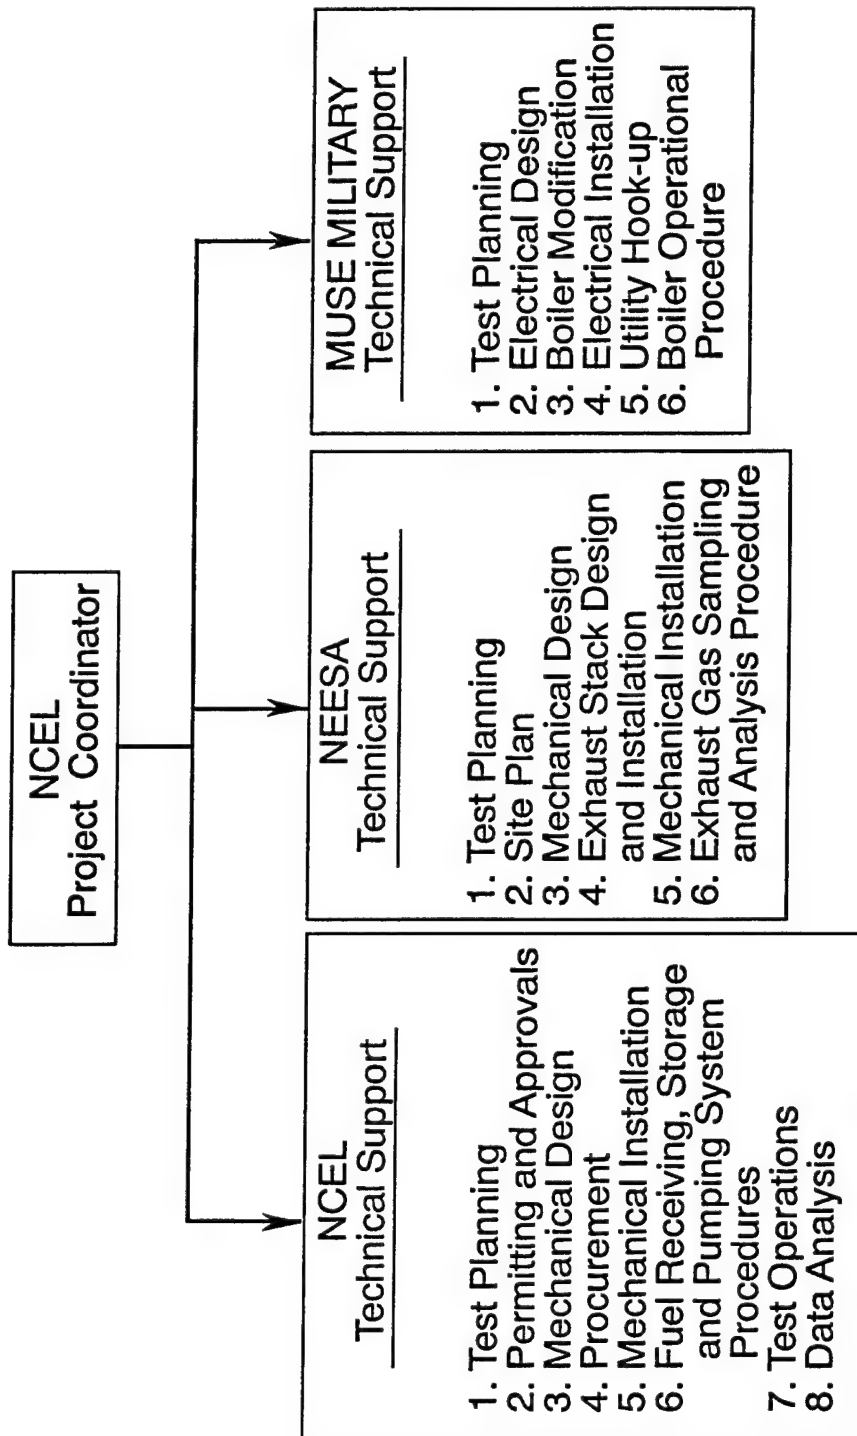 NCEL
Project Coordinator
NCEL
Technical Support
1. Test Planning
2. Permitting and Approvals
3. Mechanical Design
4. Procurement
5. Mechanical Installation
6. Fuel Receiving, Storage
and Pumping System
Procedures
7. Test Operations
8. Data Analysis
NEESA
Technical Support
1. Test Planning
2. Site Plan
3. Mechanical Design
4. Exhaust Stack Design
and Installation
5. Mechanical Installation
6. Exhaust Gas Sampling
and Analysis Procedure
MUSE MILITARY
Technical Support
1. Test Planning
2. Electrical Design
3. Boiler Modification
4. Electrical Installation
5. Utility Hook-up
6. Boiler Operational
Procedure